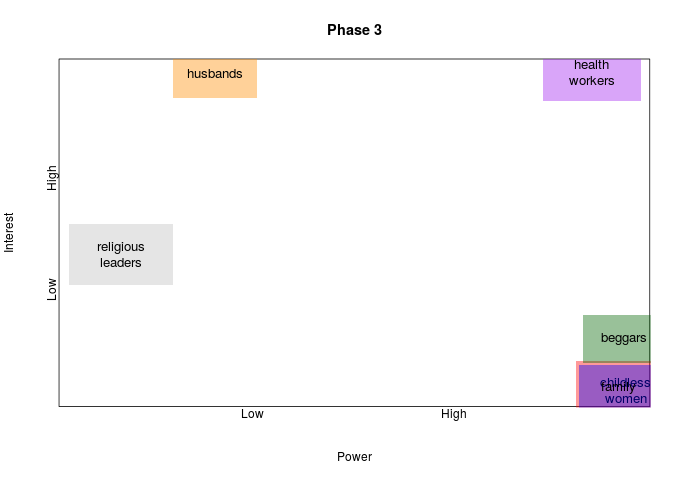 Phase 3
husbands
health
workers
High
Interest
religious
leaders
Low
beggars
childless
family
women
Low
High
Power